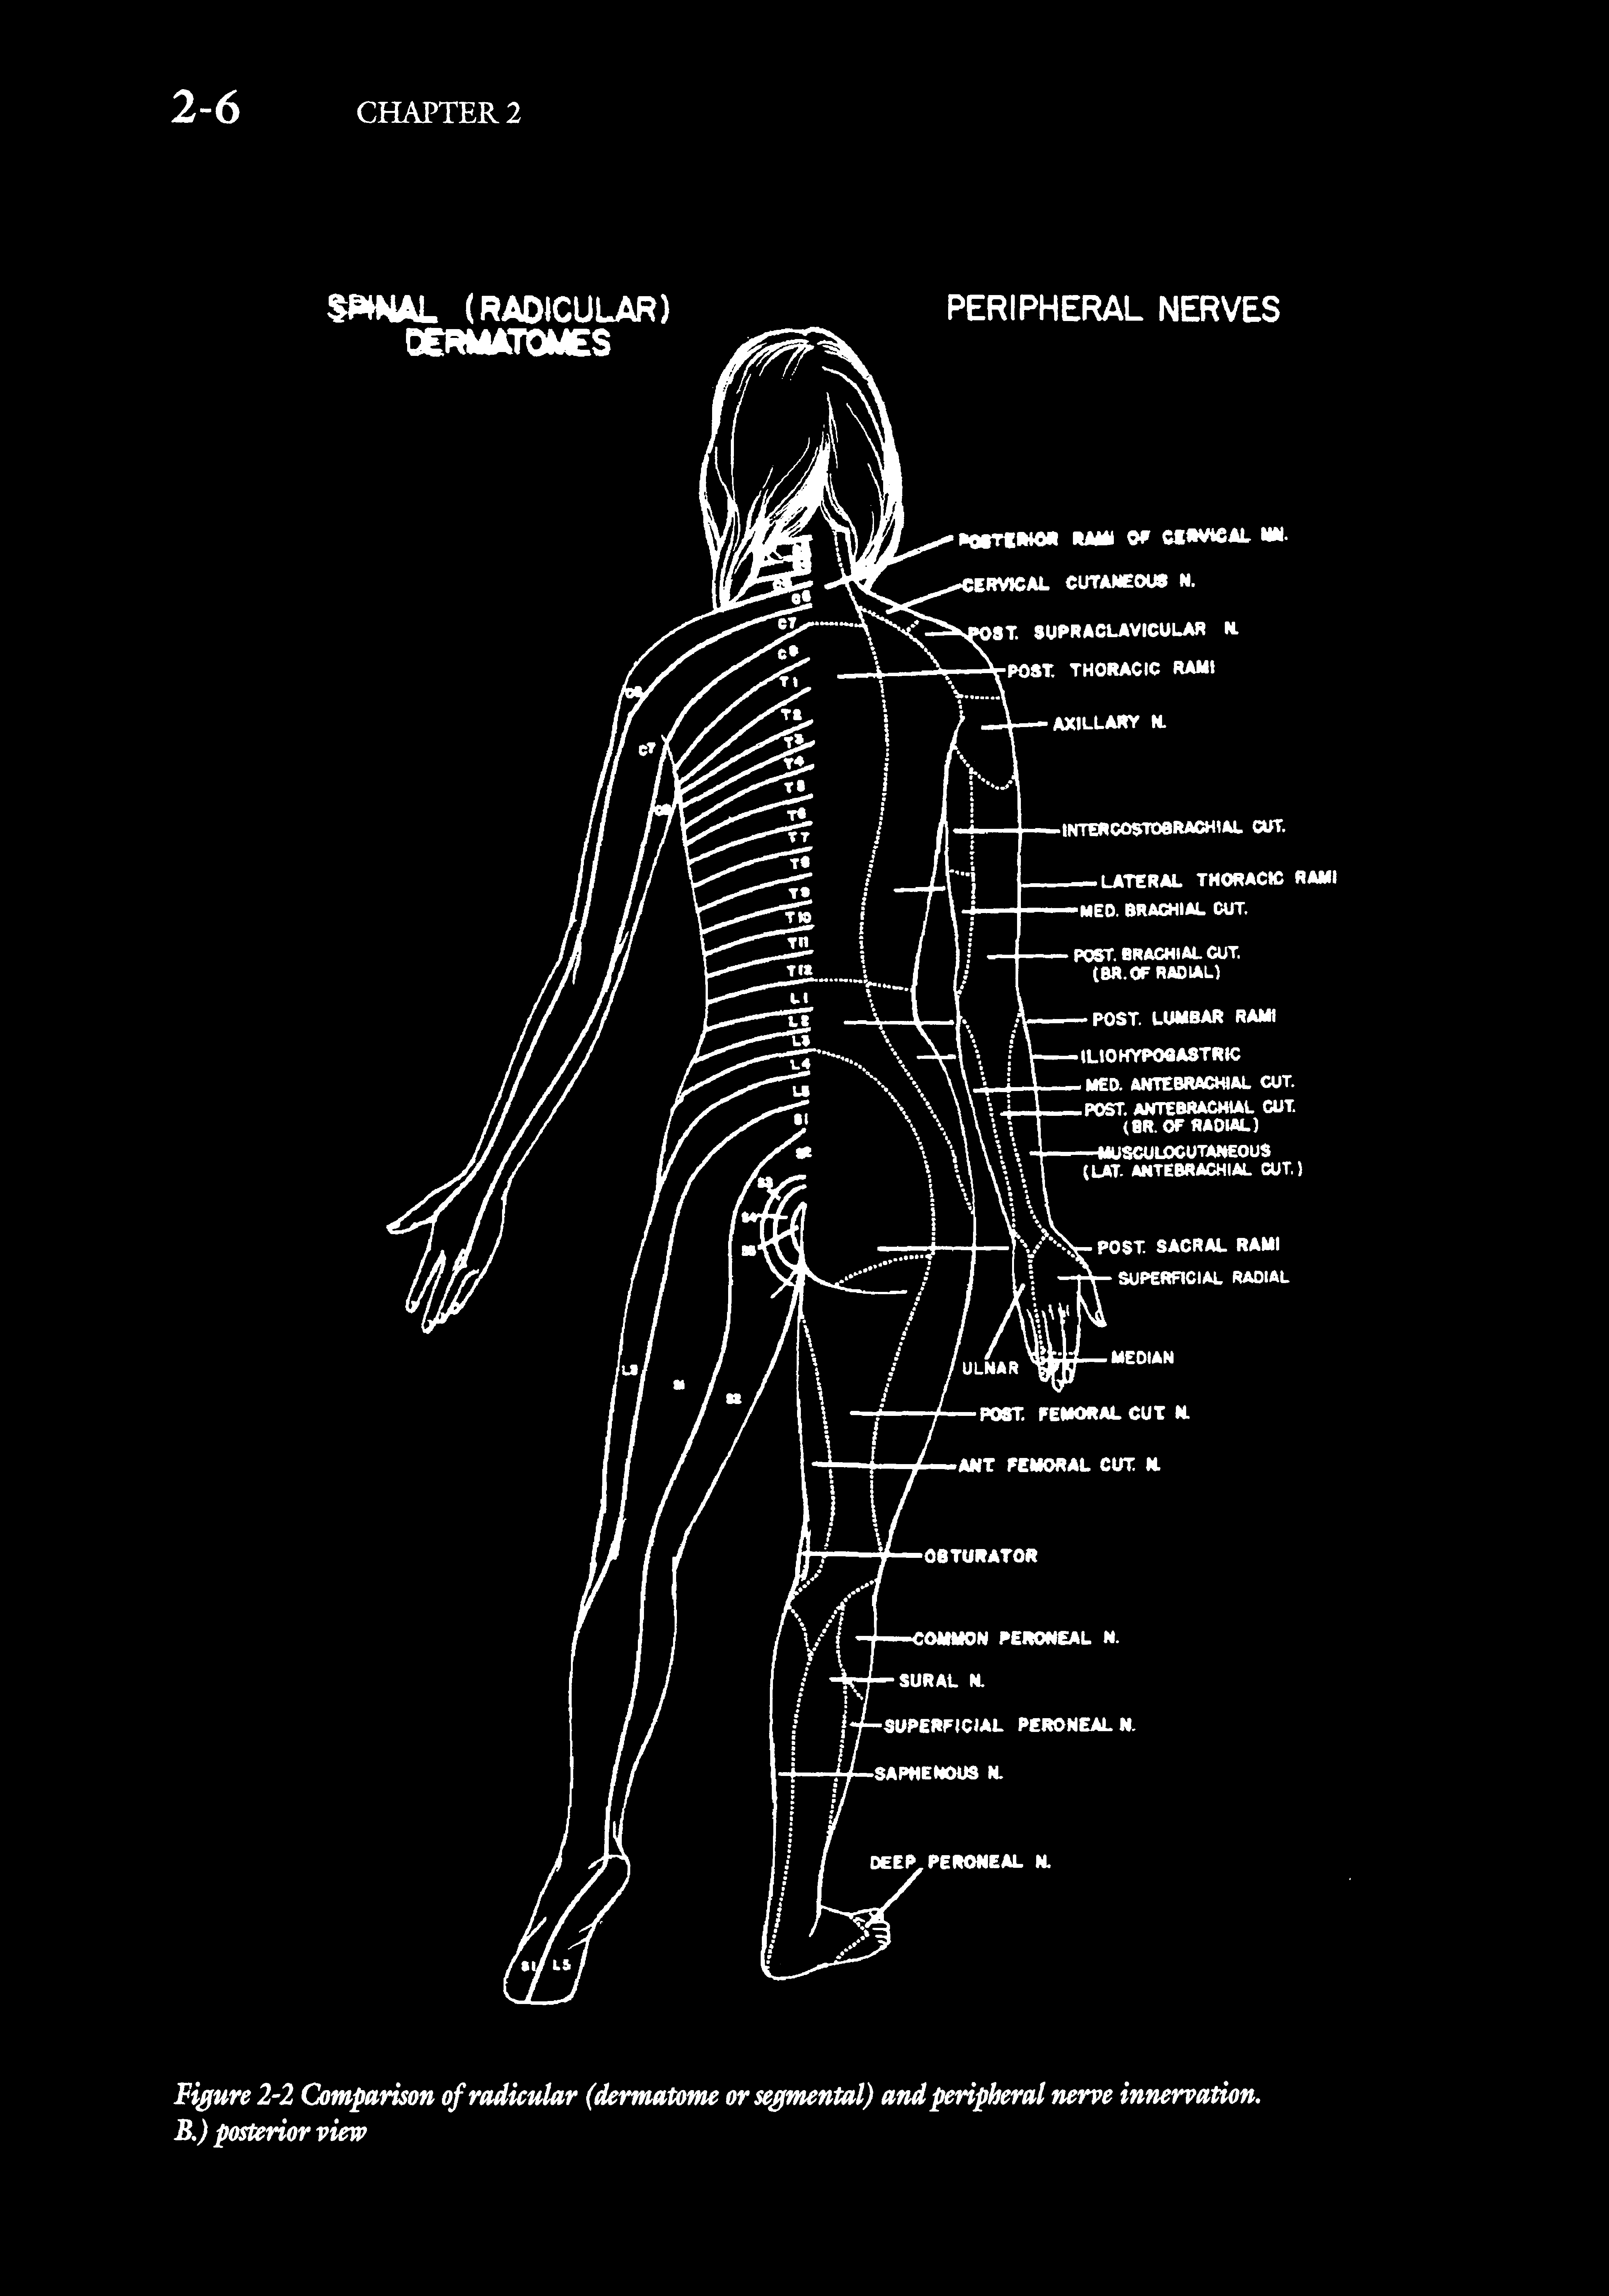 2-6 CHAPTER 2
SPINAL (RADICULAR)
DERMATOMES
PERIPHERAL NERVES
POSTERIOR RAMI OF CERVICAL NN.
CERVICAL CUTANEOUS N.
POST. SUPRACLAVICULAR N.
POST. THORACIC RAMI
AXILLARY N.
INTERCOSTOBRACHIAL CUT.
LATERAL THORACIC RAMI
MED. BRACHIAL CUT.
POST. BRACHIAL CUT.
(BR. OF RADIAL)
POST. LUMBAR RAMI
ILIOHYPOGASTRIC
MED. ANTEBRACHIAL CUT.
POST. ANTEBRACHIAL CUT.
(BR. OF RADIAL)
MUSCULOCUTANEOUS
(LAT. ANTEBRACHIAL CUT.)
POST. SACRAL RAMI
SUPERFICIAL RADIAL
ULNAR
MEDIAN
POST. FEMORAL CUT. N.
ANT. FEMORAL CUT. N.
OBTURATOR
COMMON PERONEAL N.
SURAL N.
SUPERFICIAL PERONEAL N.
SAPHENOUS N.
DEEP PERONEAL N.
C6
C7
C8
T1
T2
T3
T4
T5
T6
T7
T8
T9
T10
T11
T12
L1
L2
L3
L4
L5
S1
S2
S3
S4
S5
C7
C8
S1
S2
S1 L5
Figure 2-2 Comparison of radicular (dermatome or segmental) and peripheral nerve innervation.
B.) posterior view